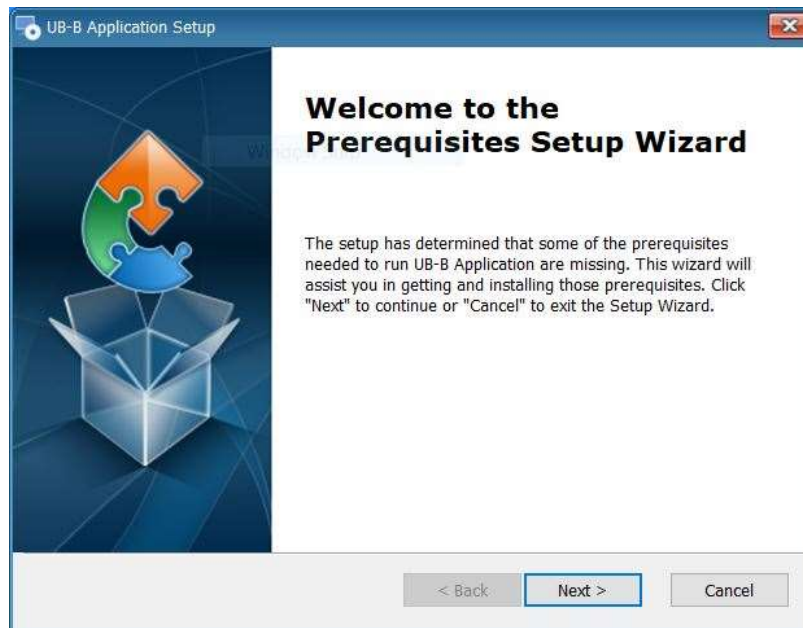 UB-B Application Setup
Welcome to the
Prerequisites Setup Wizard
The setup has determined that some of the prerequisites
needed to run UB-B Application are missing. This wizard will
assist you in getting and installing those prerequisites. Click
"Next" to continue or "Cancel" to exit the Setup Wizard.
< Back Next > Cancel